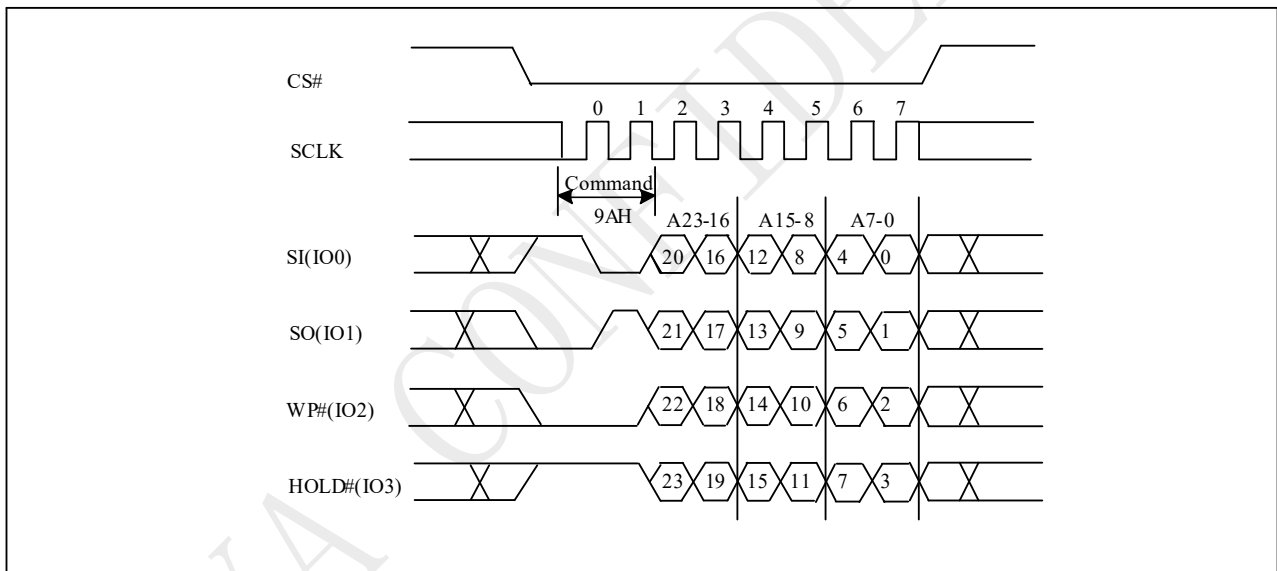 CS#
0 1 2 3 4 5 6 7
SCLK
Command
9AH
A23-16 A15-8 A7-0
SI(IO0) 20 16 12 8 4 0
SO(IO1) 21 17 13 9 5 1
WP#(IO2) 22 18 14 10 6 2
HOLD#(IO3) 23 19 15 11 7 3